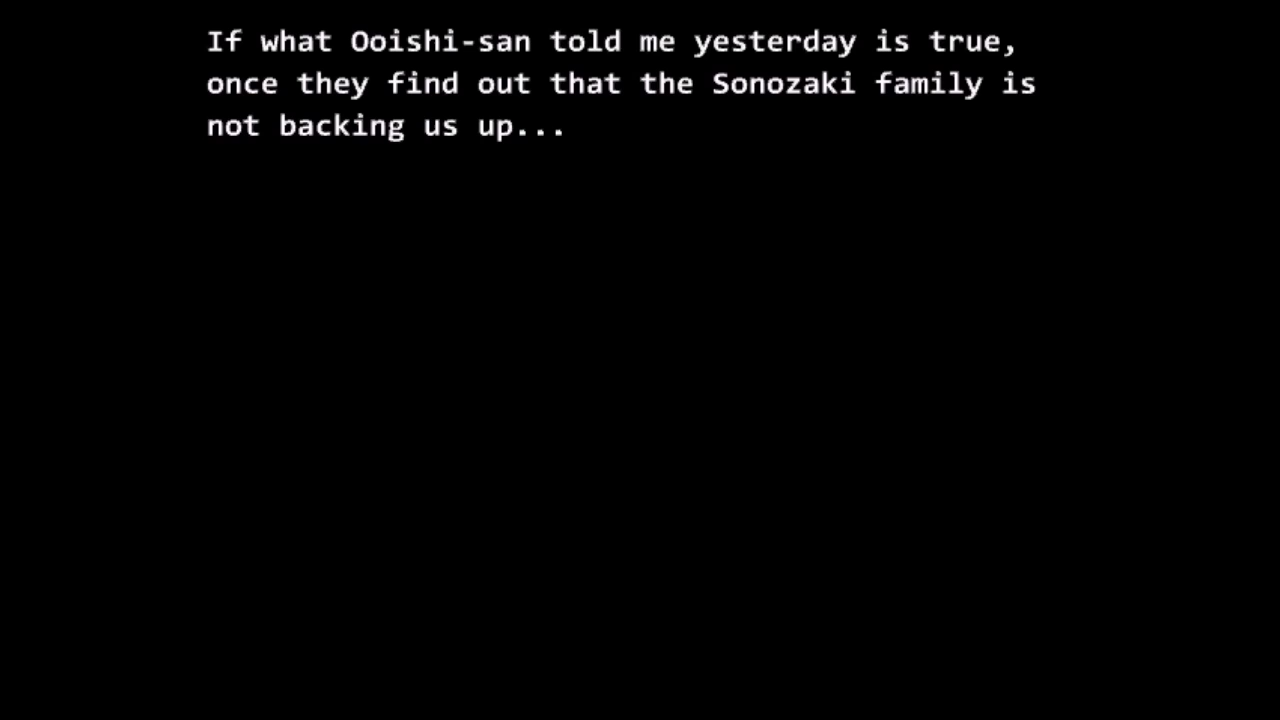 If what Ooishi-san told me yesterday is true,
once they find out that the Sonozaki family is
not backing us up...